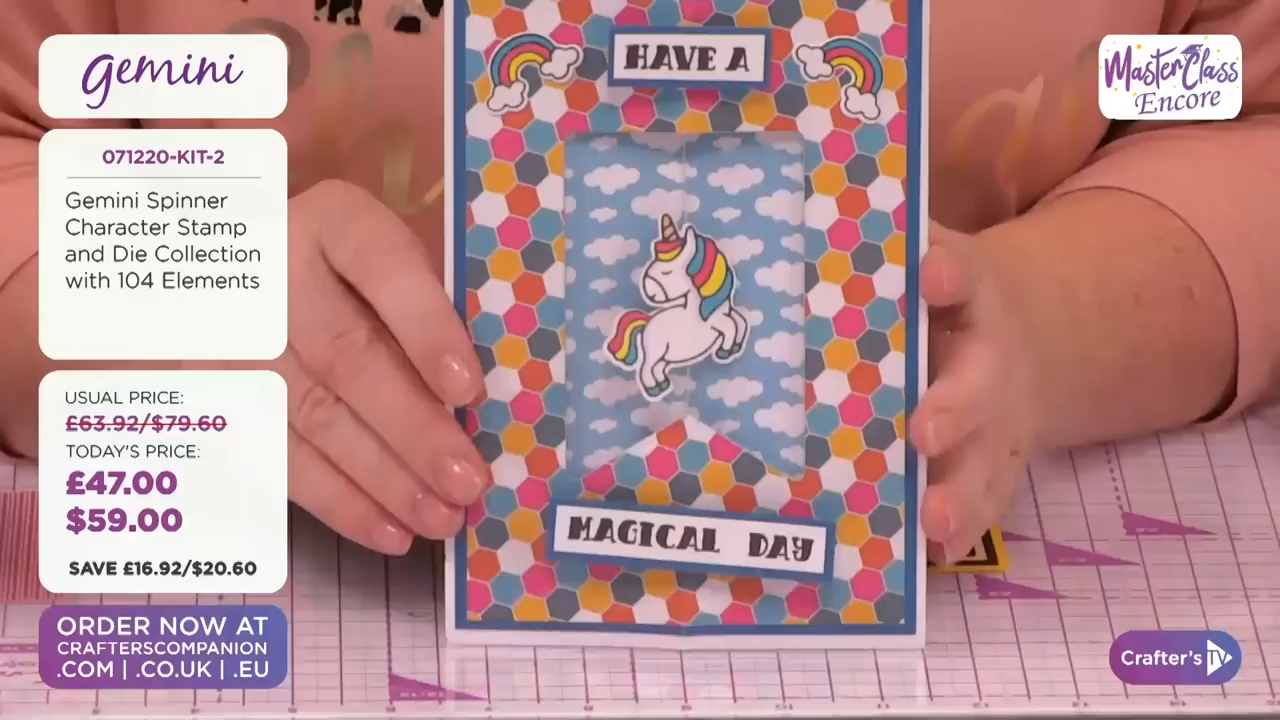 gemini
071220-KIT-2
Gemini Spinner
Character Stamp
and Die Collection
with 104 Elements
USUAL PRICE:
£63.92/$79.60
TODAY'S PRICE:
£47.00
$59.00
SAVE £16.92/$20.60
ORDER NOW AT
CRAFTERSCOMPANION
.COM | .CO.UK | .EU
HAVE A
MAGICAL DAY
MasterClass
Encore
Crafter's TV